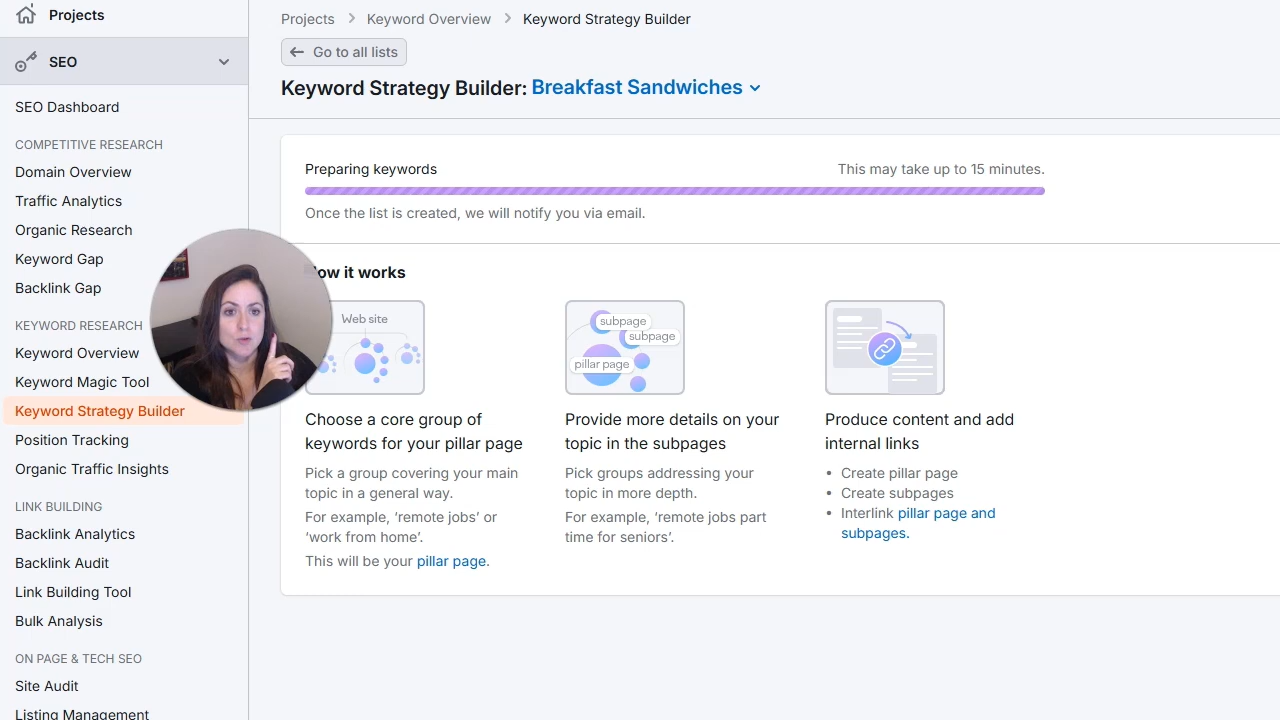 Projects
SEO
SEO Dashboard
COMPETITIVE RESEARCH
Domain Overview
Traffic Analytics
Organic Research
Keyword Gap
Backlink Gap
KEYWORD RESEARCH
Keyword Overview
Keyword Magic Tool
Keyword Strategy Builder
Position Tracking
Organic Traffic Insights
LINK BUILDING
Backlink Analytics
Backlink Audit
Link Building Tool
Bulk Analysis
ON PAGE & TECH SEO
Site Audit
Listing Management
Projects > Keyword Overview > Keyword Strategy Builder
Go to all lists
Keyword Strategy Builder: Breakfast Sandwiches
Preparing keywords
This may take up to 15 minutes.
Once the list is created, we will notify you via email.
ow it works
Web site
Choose a core group of
keywords for your pillar page
Pick a group covering your main
topic in a general way.
For example, ‘remote jobs’ or
‘work from home’.
This will be your pillar page.
subpage
subpage
pillar page
Provide more details on your
topic in the subpages
Pick groups addressing your
topic in more depth.
For example, ‘remote jobs part
time for seniors’.
Produce content and add
internal links
• Create pillar page
• Create subpages
• Interlink pillar page and
subpages.